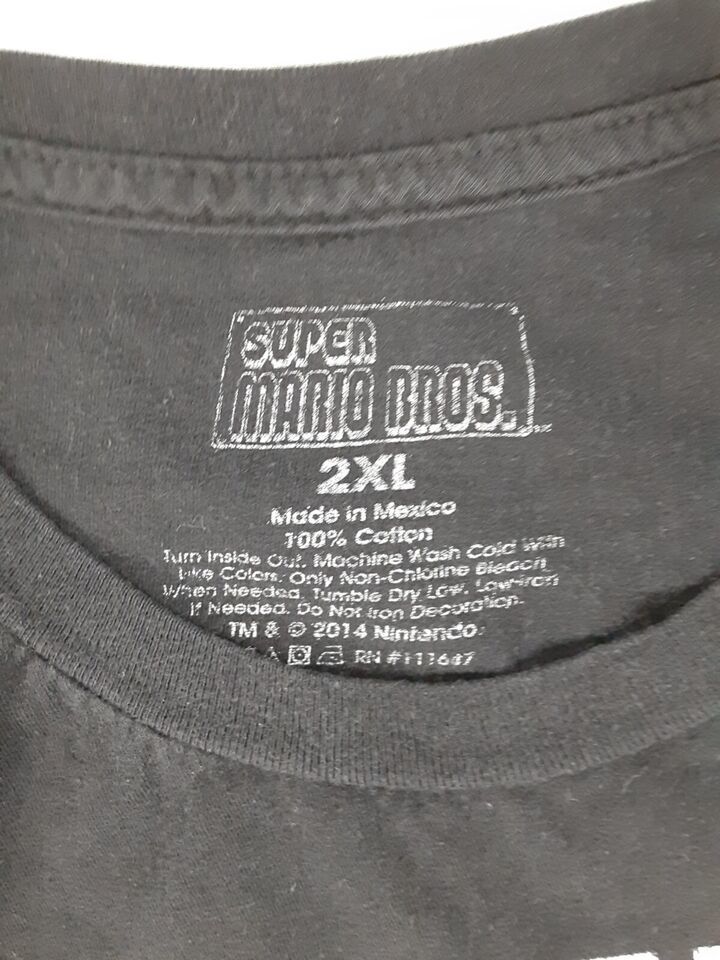 SUPER
MARIO BROS.
2XL
Made in Mexico
100% Cotton
Turn Inside Out. Machine Wash Cold With
Like Colors. Only Non-Chlorine Bleach
When Needed. Tumble Dry Low. Low-Iron
If Needed. Do Not Iron Decoration.
TM & © 2014 Nintendo.
RN #111647